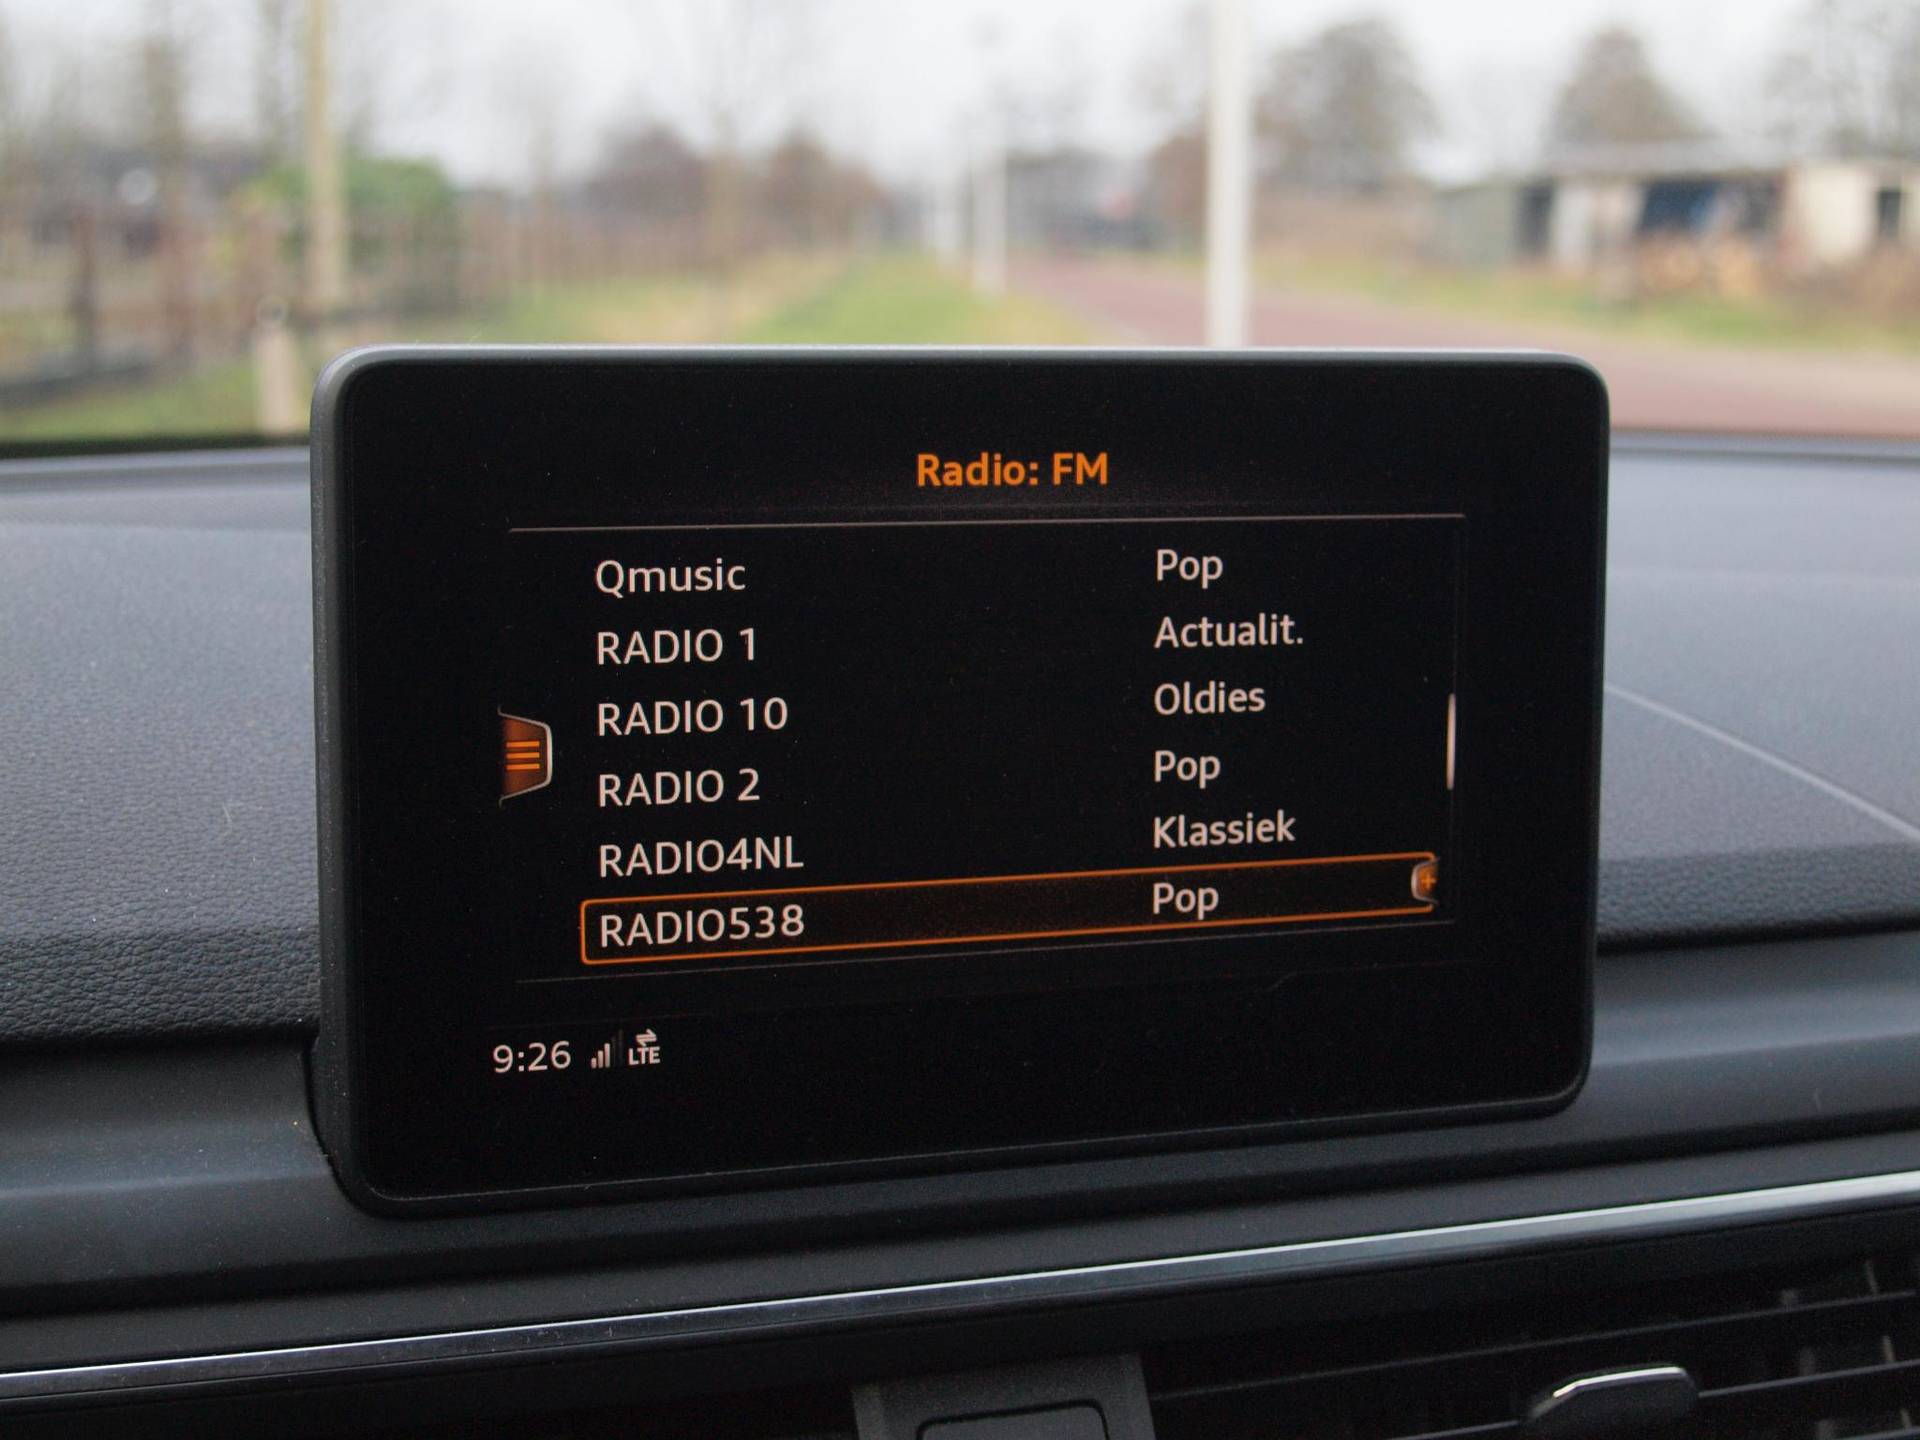 Radio: FM
Qmusic Pop
RADIO 1 Actualit.
RADIO 10 Oldies
RADIO 2 Pop
RADIO4NL Klassiek
RADIO538 Pop
9:26 LTE